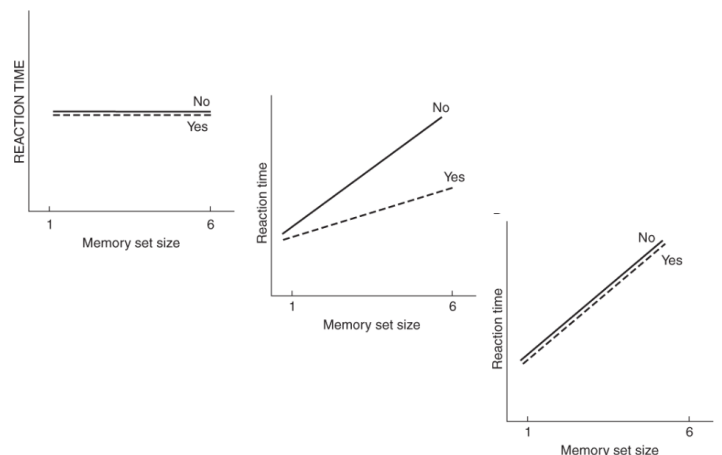 REACTION TIME
No
Yes
1
6
Memory set size
Reaction time
No
Yes
1
6
Memory set size
Reaction time
No
Yes
1
6
Memory set size